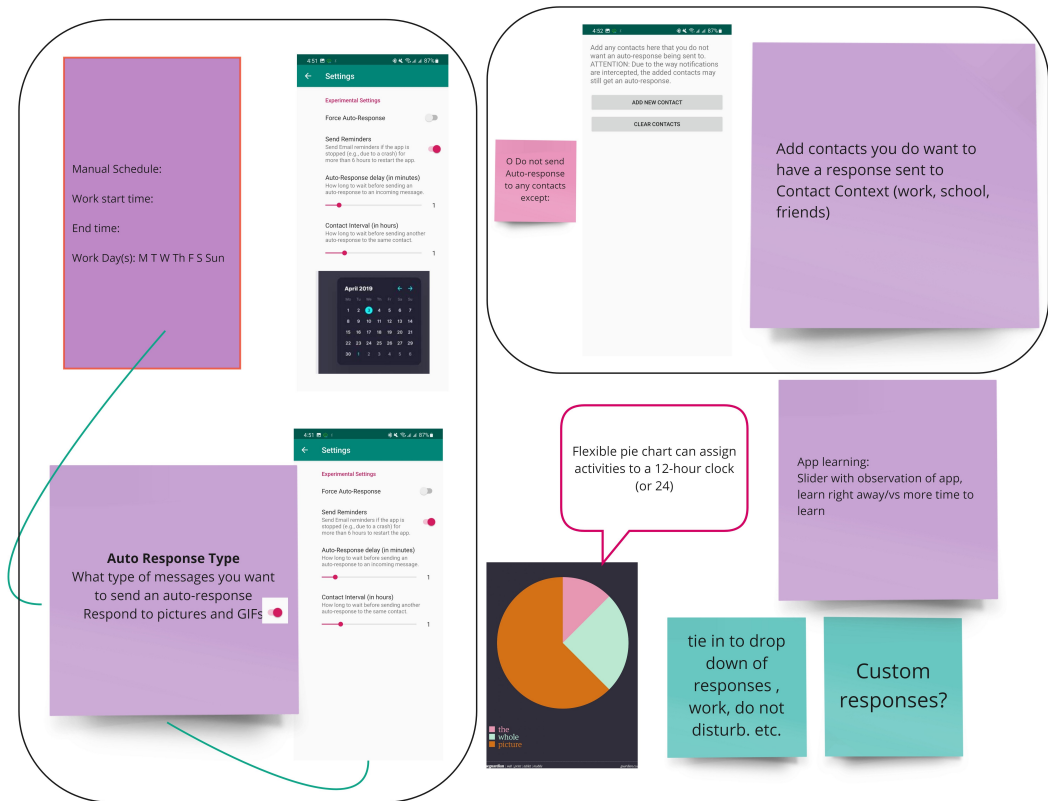 Manual Schedule:
Work start time:
End time:
Work Day(s): M T W Th F S Sun
4:51
87%
Settings
Experimental Settings
Force Auto-Response
Send Reminders
Send Email reminders if the app is
stopped (e.g., due to a crash) for
more than 6 hours to restart the app.
Auto-Response delay (in minutes)
How long to wait before sending an
auto-response to an incoming message.
1
Contact Interval (in hours)
How long to wait before sending another
auto-response to the same contact.
1
April 2019
Mo Tu We Th Fr Sa Su
1 2 3 4 5 6 7
8 9 10 11 12 13 14
15 16 17 18 19 20 21
22 23 24 25 26 27 28
30 1 2 3 4 5 6
Auto Response Type
What type of messages you want
to send an auto-response
Respond to pictures and GIFs
4:51
87%
Settings
Experimental Settings
Force Auto-Response
Send Reminders
Send Email reminders if the app is
stopped (e.g., due to a crash) for
more than 6 hours to restart the app.
Auto-Response delay (in minutes)
How long to wait before sending an
auto-response to an incoming message.
1
Contact Interval (in hours)
How long to wait before sending another
auto-response to the same contact.
1
O Do not send
Auto-response
to any contacts
except:
4:52
87%
Add any contacts here that you do not
want an auto-response being sent to.
ATTENTION: Due to the way notifications
are intercepted, the added contacts may
still get an auto-response.
ADD NEW CONTACT
CLEAR CONTACTS
Add contacts you do want to
have a response sent to
Contact Context (work, school,
friends)
Flexible pie chart can assign
activities to a 12-hour clock
(or 24)
the
whole
picture
App learning:
Slider with observation of app,
learn right away/vs more time to
learn
tie in to drop
down of
responses ,
work, do not
disturb. etc.
Custom
responses?